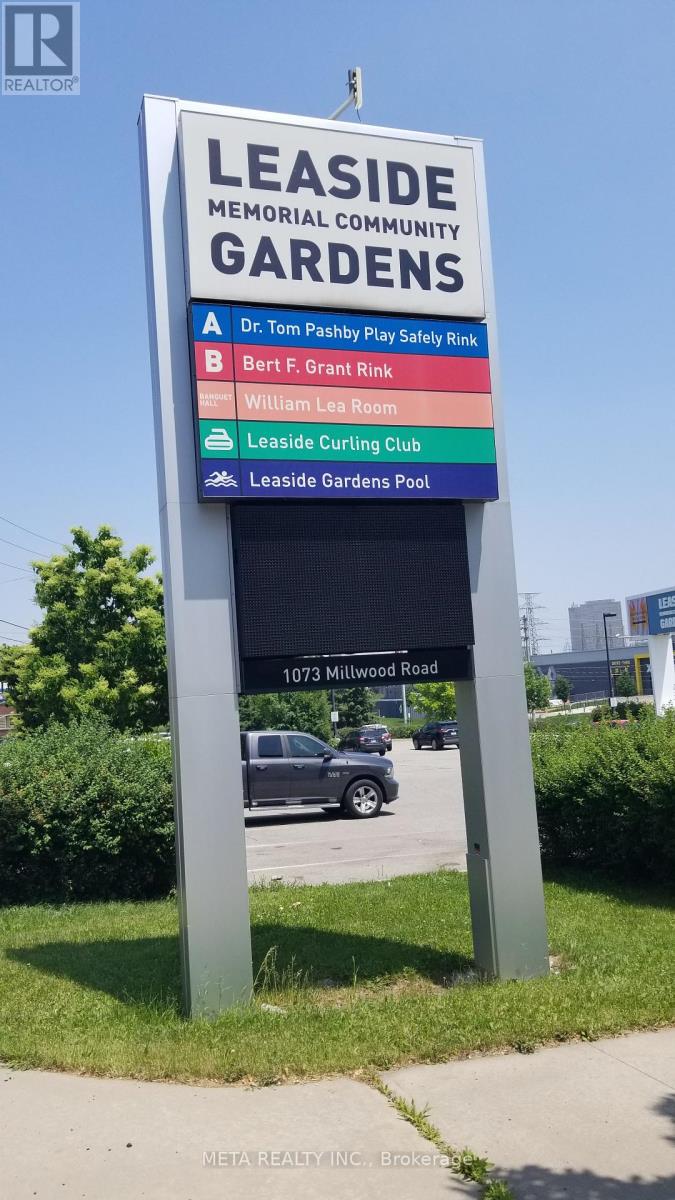 REALTOR®
LEASIDE
MEMORIAL COMMUNITY
GARDENS
A Dr. Tom Pashby Play Safely Rink
B Bert F. Grant Rink
BANQUET HALL William Lea Room
Leaside Curling Club
Leaside Gardens Pool
1073 Millwood Road
META REALTY INC., Brokerage